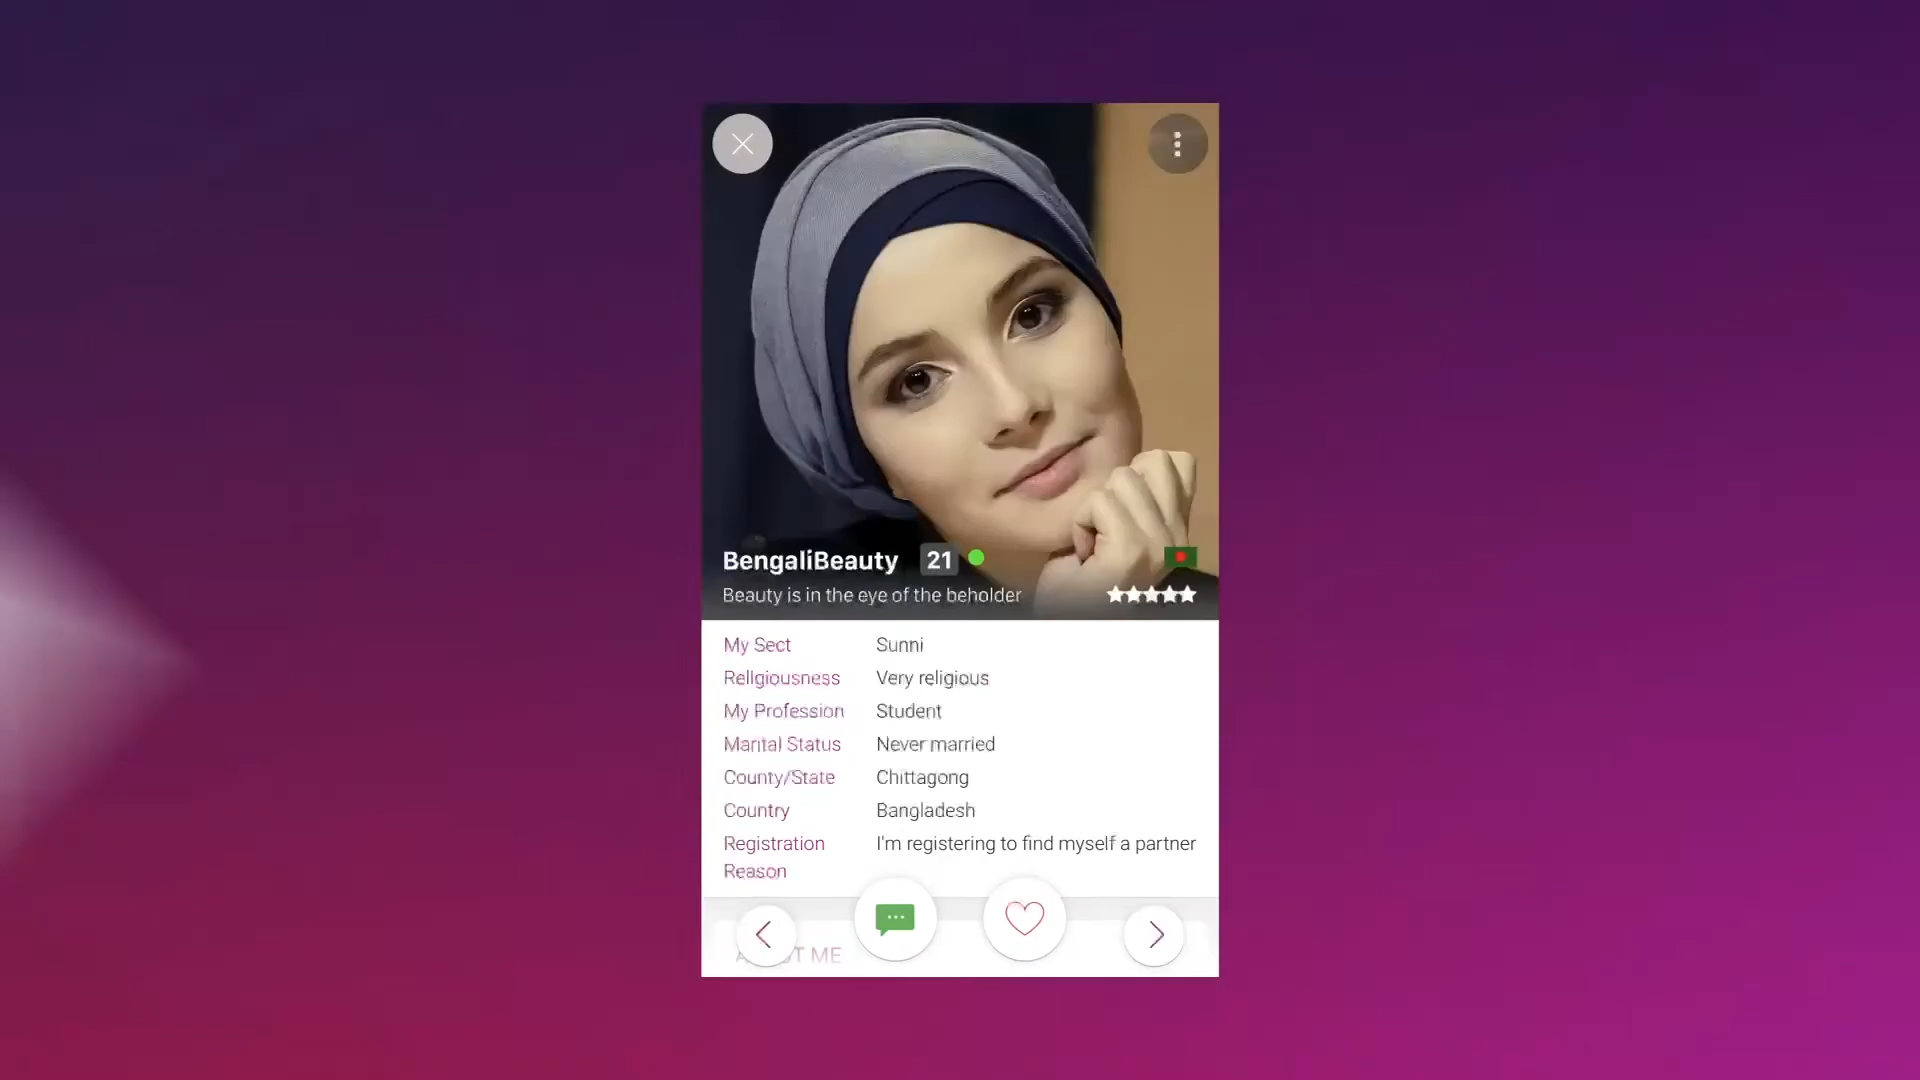 BengaliBeauty 21
Beauty is in the eye of the beholder
My Sect Sunni
Religiousness Very religious
My Profession Student
Marital Status Never married
County/State Chittagong
Country Bangladesh
Registration Reason I'm registering to find myself a partner
ME